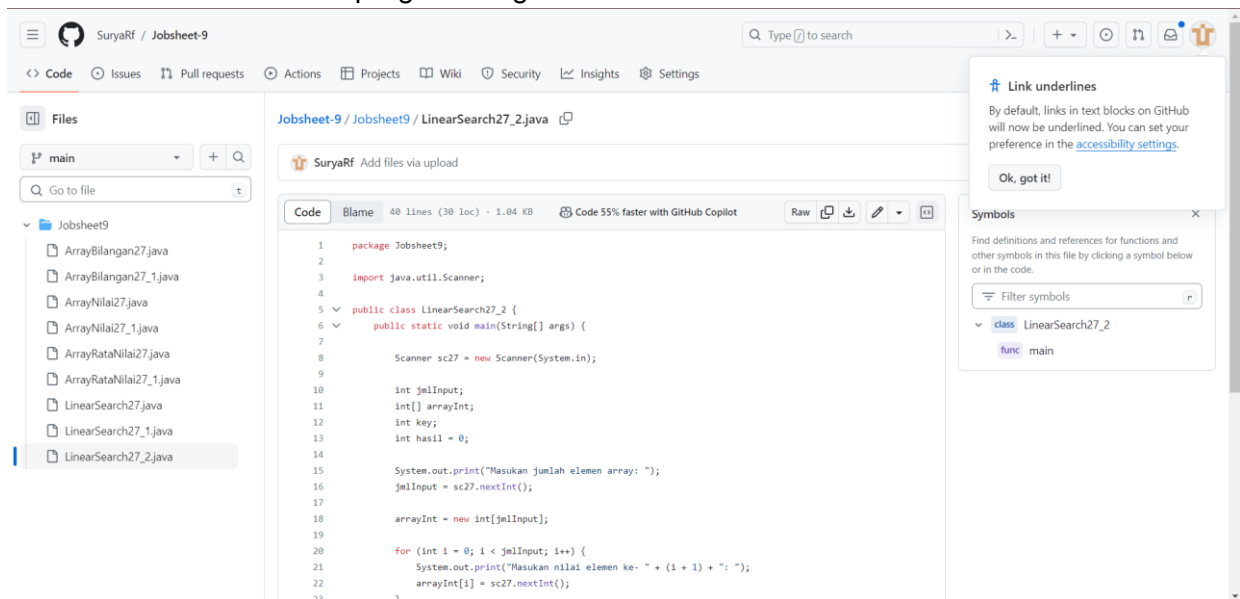 SuryaRf / Jobsheet-9
Type / to search
Code Issues Pull requests Actions Projects Wiki Security Insights Settings
Link underlines
By default, links in text blocks on GitHub
will now be underlined. You can set your
preference in the accessibility settings.
Ok, got it!
Files
main
Go to file t
Jobsheet9
ArrayBilangan27.java
ArrayBilangan27_1.java
ArrayNilai27.java
ArrayNilai27_1.java
ArrayRataNilai27.java
ArrayRataNilai27_1.java
LinearSearch27.java
LinearSearch27_1.java
LinearSearch27_2.java
Jobsheet-9 / Jobsheet9 / LinearSearch27_2.java
SuryaRf Add files via upload
Code Blame 40 lines (30 loc) · 1.04 KB Code 55% faster with GitHub Copilot Raw
1 package Jobsheet9;
2
3 import java.util.Scanner;
4
5 public class LinearSearch27_2 {
6 public static void main(String[] args) {
7
8 Scanner sc27 = new Scanner(System.in);
9
10 int jmlInput;
11 int[] arrayInt;
12 int key;
13 int hasil = 0;
14
15 System.out.print("Masukan jumlah elemen array: ");
16 jmlInput = sc27.nextInt();
17
18 arrayInt = new int[jmlInput];
19
20 for (int i = 0; i < jmlInput; i++) {
21 System.out.print("Masukan nilai elemen ke- " + (i + 1) + ": ");
22 arrayInt[i] = sc27.nextInt();
Symbols
Find definitions and references for functions and
other symbols in this file by clicking a symbol below
or in the code.
Filter symbols r
class LinearSearch27_2
func main